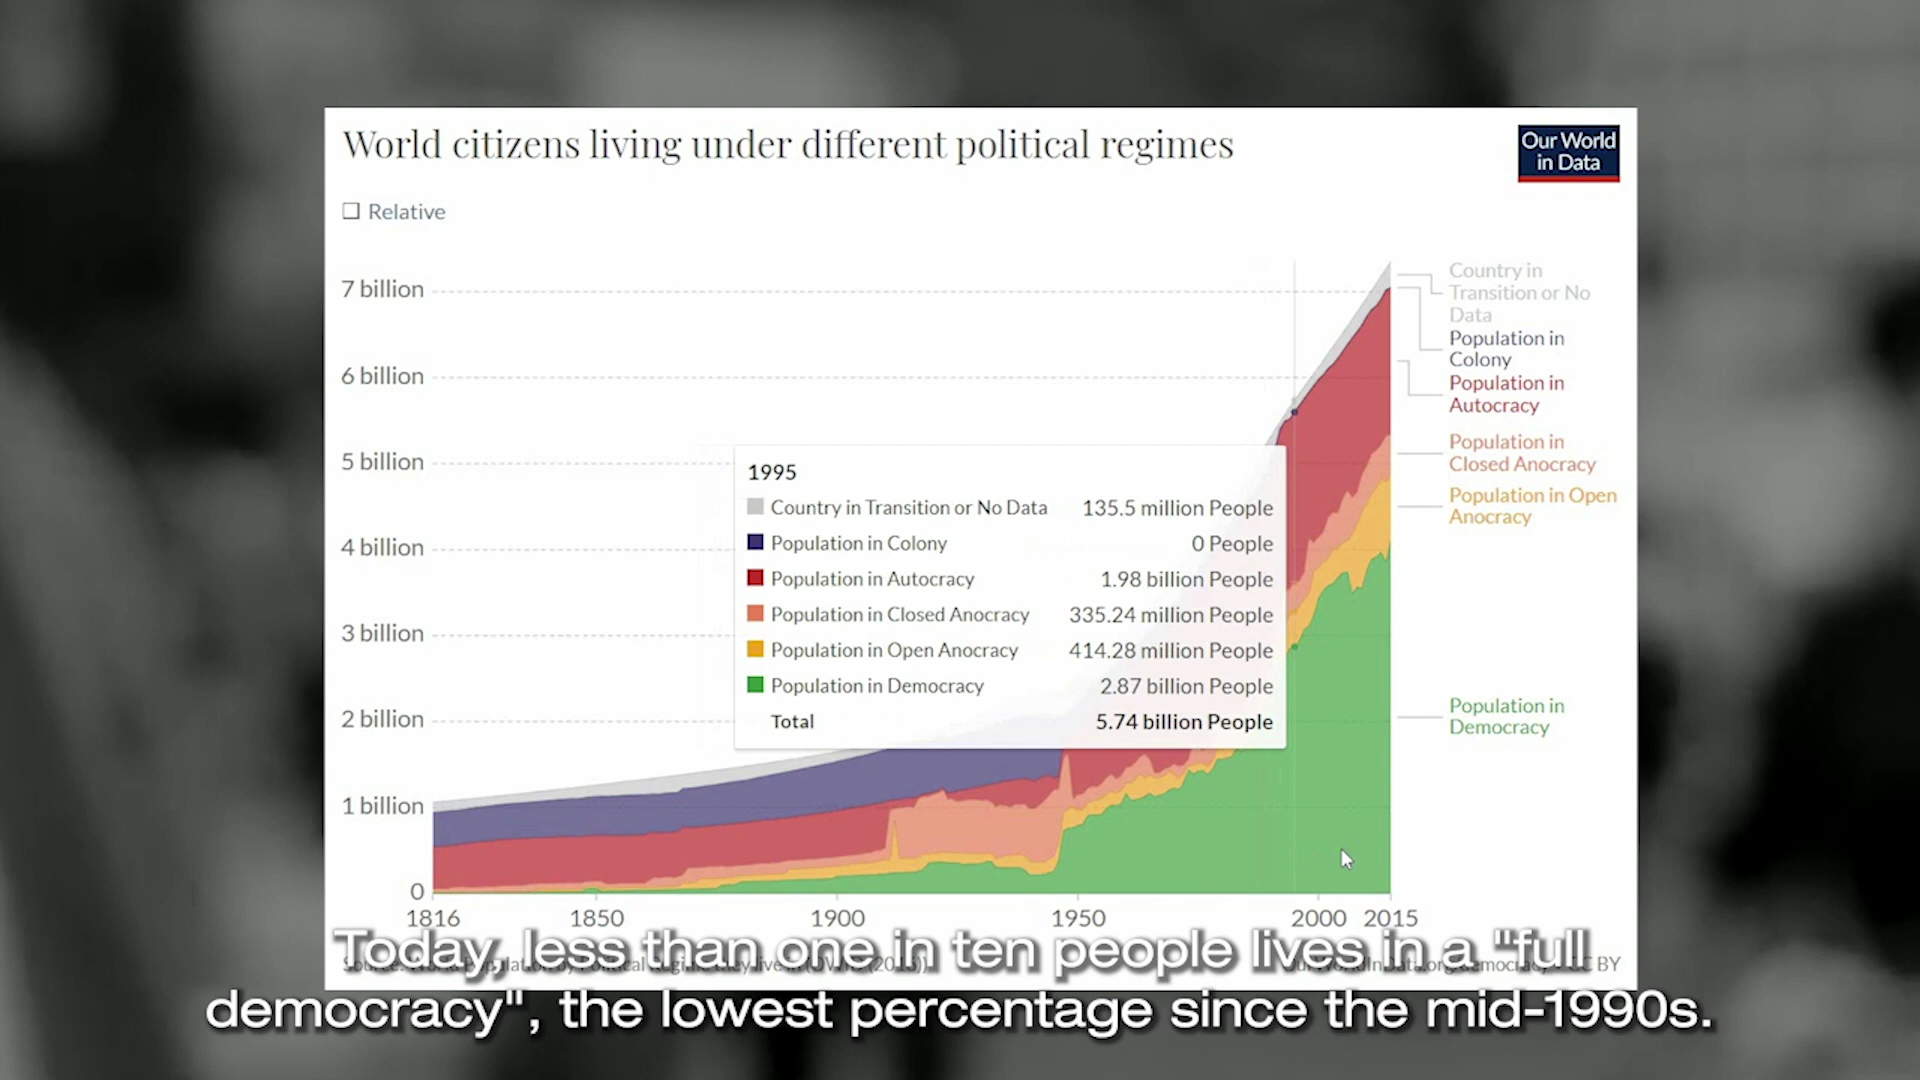 World citizens living under different political regimes
Our World
in Data
Relative
7 billion
6 billion
5 billion
4 billion
3 billion
2 billion
1 billion
0
1816
1850
1900
1950
2000
2015
1995
Country in Transition or No Data 135.5 million People
Population in Colony 0 People
Population in Autocracy 1.98 billion People
Population in Closed Anocracy 335.24 million People
Population in Open Anocracy 414.28 million People
Population in Democracy 2.87 billion People
Total 5.74 billion People
Country in
Transition or No
Data
Population in
Colony
Population in
Autocracy
Population in
Closed Anocracy
Population in Open
Anocracy
Population in
Democracy
CC BY
Today, less than one in ten people lives in a "full
democracy", the lowest percentage since the mid-1990s.